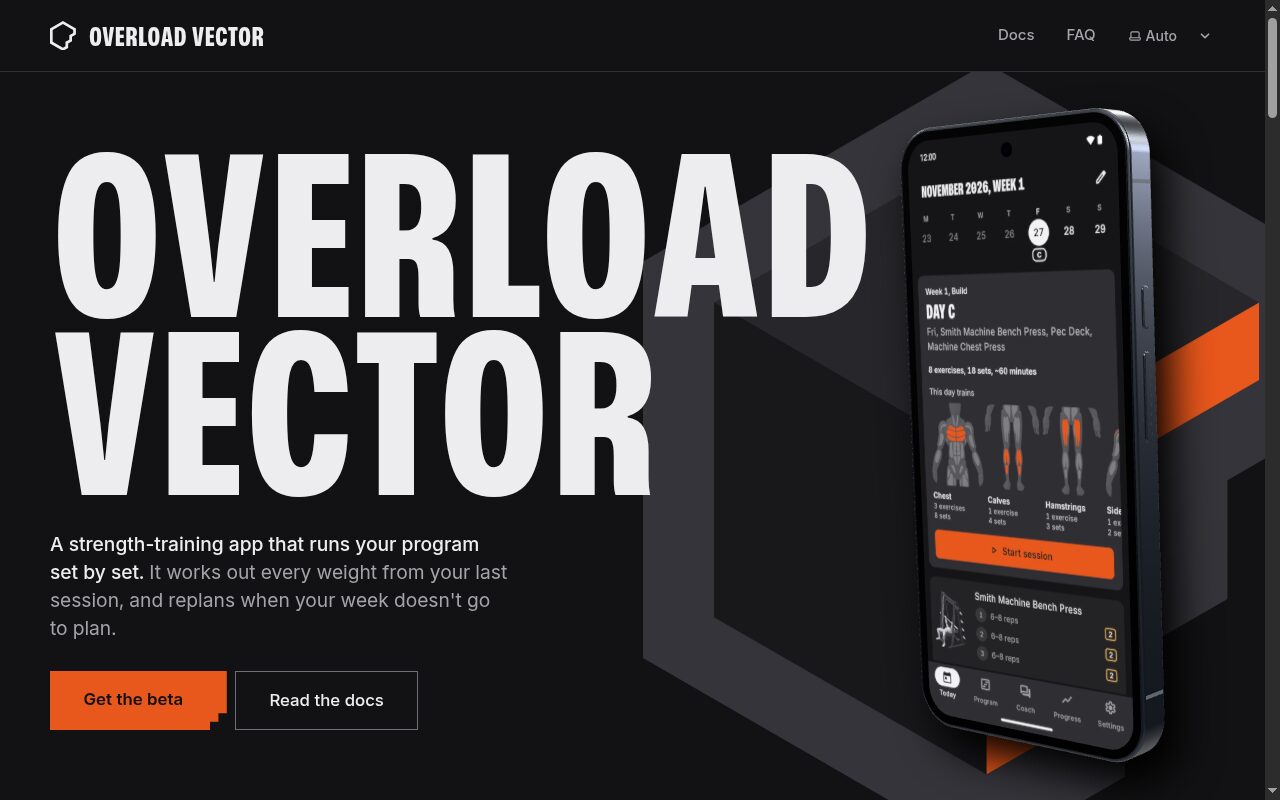 OVERLOAD VECTOR
Docs
FAQ
Auto
OVERLOAD
VECTOR
A strength-training app that runs your program
set by set. It works out every weight from your last
session, and replans when your week doesn't go
to plan.
Get the beta
Read the docs
12:00
NOVEMBER 2026, WEEK 1
M T W T F S S
23 24 25 26 27 28 29
C
Week 1, Build
DAY C
Fri, Smith Machine Bench Press, Pec Deck,
Machine Chest Press
8 exercises, 18 sets, ~60 minutes
This day trains
Chest
3 exercises
8 sets
Calves
1 exercise
4 sets
Hamstrings
1 exercise
3 sets
Side
1 ex
2 se
Start session
Smith Machine Bench Press
1 6–8 reps 2
2 6–8 reps 2
3 6–8 reps 2
Today
Program
Coach
Progress
Settings